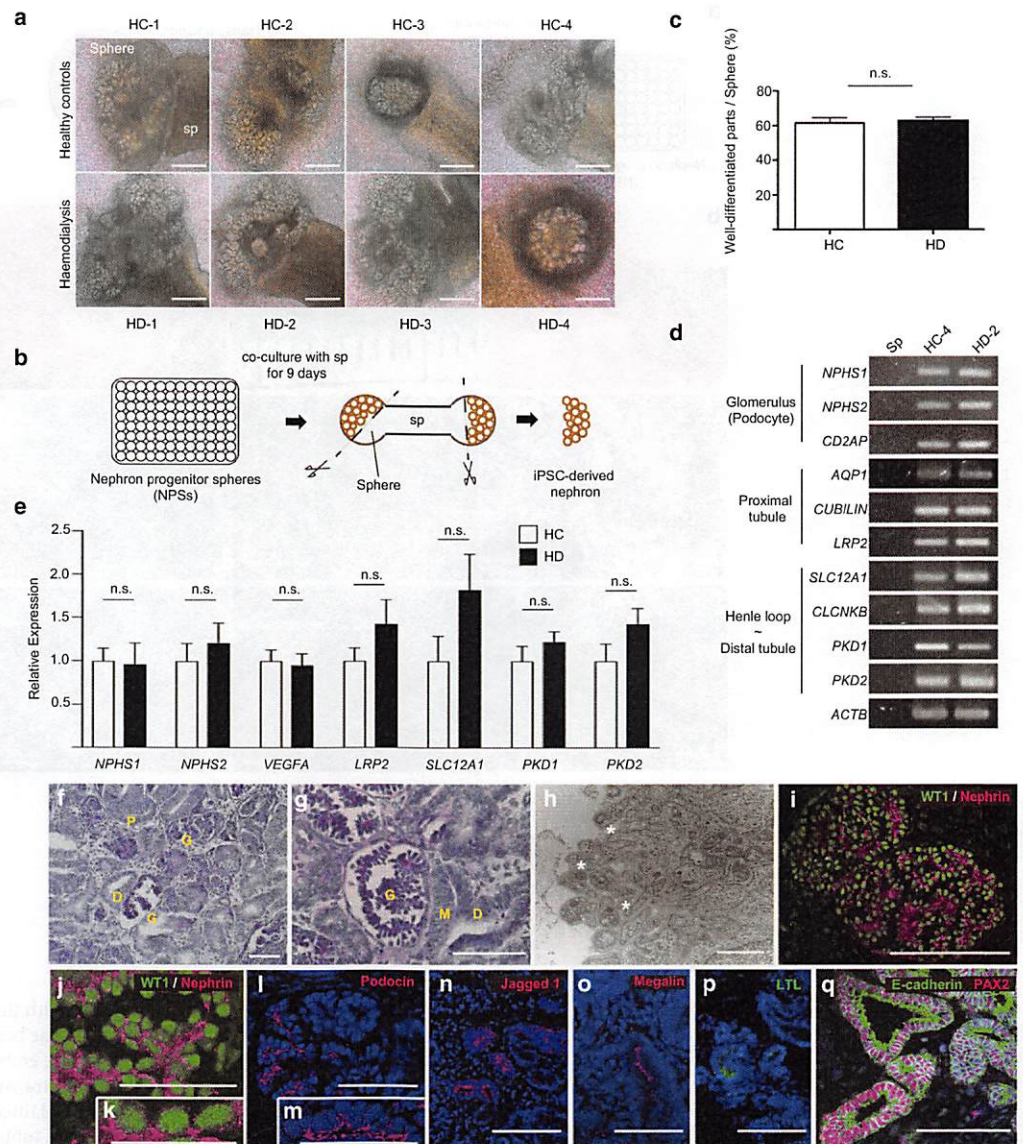 a
HC-1 HC-2 HC-3 HC-4
Healthy controls
Sphere
sp
Haemodialysis
HD-1 HD-2 HD-3 HD-4
b
co-culture with sp
for 9 days
sp
Nephron progenitor spheres
(NPSs)
Sphere
iPSC-derived
nephron
c
Well-differentiated parts / Sphere (%)
n.s.
80
60
40
20
HC HD
d
Sp HC-4 HD-2
Glomerulus
(Podocyte)
NPHS1
NPHS2
CD2AP
Proximal
tubule
AQP1
CUBILIN
LRP2
Henle loop
~
Distal tubule
SLC12A1
CLCNKB
PKD1
PKD2
ACTB
e
Relative Expression
2.5
2.0
1.5
1.0
0.5
HC
HD
n.s. n.s. n.s. n.s. n.s. n.s. n.s.
NPHS1 NPHS2 VEGFA LRP2 SLC12A1 PKD1 PKD2
f
P
G
D
G
g
G
M
D
h
*
*
*
i
WT1 / Nephrin
j
WT1 / Nephrin
k
l
Podocin
m
n
Jagged 1
o
Megalin
p
LTL
q
E-cadherin PAX2